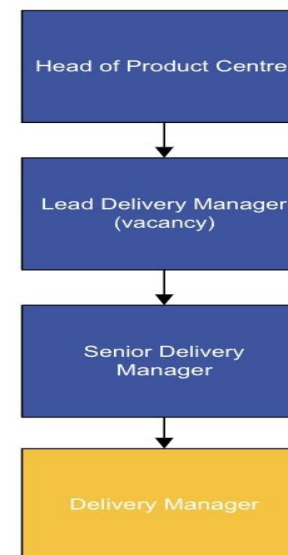 Head of Product Centre
Lead Delivery Manager
(vacancy)
Senior Delivery
Manager
Delivery Manager